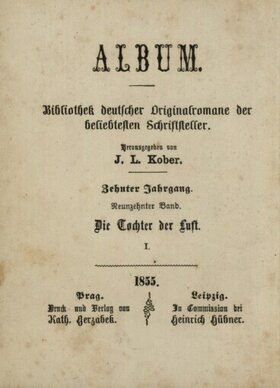 ALBUM.
Bibliothek deutscher Originalromane der
beliebtesten Schriftsteller.
Herausgegeben von
J. L. Kober.
Zehnter Jahrgang.
Neunzehnter Band.
Die Tochter der Luft.
I.
1855.
Prag.
Druck und Verlag von
Kath. Gerzabek.
Leipzig.
In Commission bei
Heinrich Hübner.